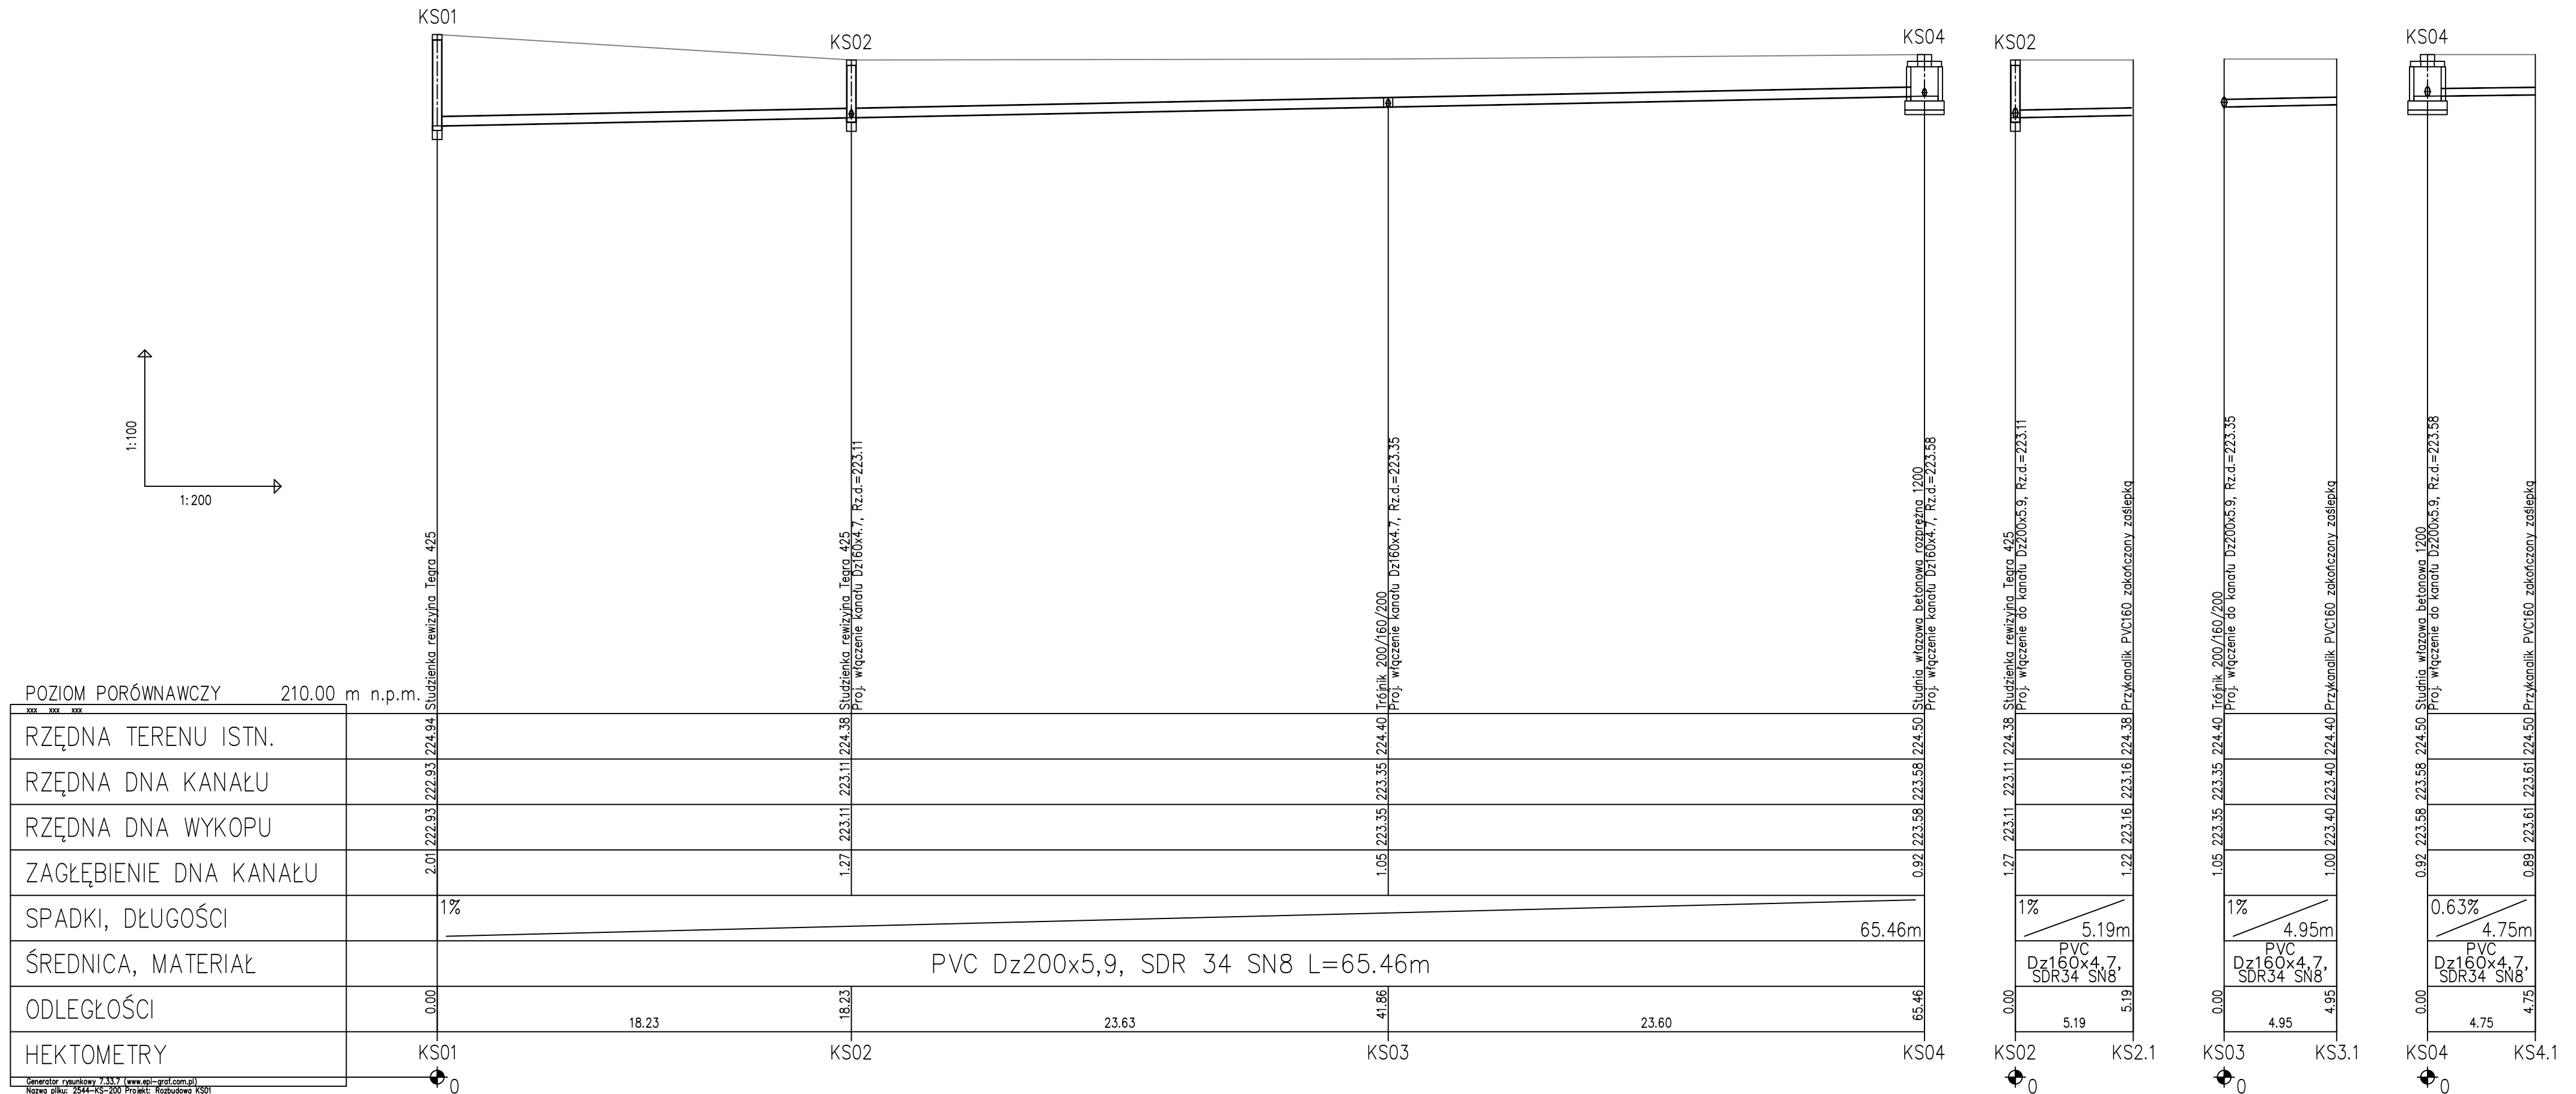 KS01
KS02
KS04
KS02
KS04
1:100
1:200
Studzienka rewizyjna Tegra 425
Studzienka rewizyjna Tegra 425
Proj. włączenie kanału Dz160x4.7, Rz.d.=223.11
Trójnik 200/160/200
Proj. włączenie kanału Dz160x4.7, Rz.d.=223.35
Studnia włazowa betonowa rozprężna 1200
Proj. włączenie kanału Dz160x4.7, Rz.d.=223.58
Studzienka rewizyjna Tegra 425
Proj. włączenie do kanału Dz200x5.9, Rz.d.=223.11
Przykanalik PVC160 zakończony zaślepką
Trójnik 200/160/200
Proj. włączenie do kanału Dz200x5.9, Rz.d.=223.35
Przykanalik PVC160 zakończony zaślepką
Studnia włazowa betonowa 1200
Proj. włączenie do kanału Dz200x5.9, Rz.d.=223.58
Przykanalik PVC160 zakończony zaślepką
POZIOM PORÓWNAWCZY 210.00 m n.p.m.
xxx xxx xxx
RZĘDNA TERENU ISTN. 224.94 224.38 224.40 224.50 224.38 224.38 224.40 224.40 224.50 224.50
RZĘDNA DNA KANAŁU 222.93 223.11 223.35 223.58 223.11 223.16 223.35 223.40 223.58 223.61
RZĘDNA DNA WYKOPU 222.93 223.11 223.35 223.58 223.11 223.16 223.35 223.40 223.58 223.61
ZAGŁĘBIENIE DNA KANAŁU 2.01 1.27 1.05 0.92 1.27 1.22 1.05 1.00 0.92 0.89
SPADKI, DŁUGOŚCI 1% 65.46m 1% 5.19m 1% 4.95m 0.63% 4.75m
ŚREDNICA, MATERIAŁ PVC Dz200x5,9, SDR 34 SN8 L=65.46m
PVC
Dz160x4,7,
SDR34 SN8
PVC
Dz160x4,7,
SDR34 SN8
PVC
Dz160x4,7,
SDR34 SN8
ODLEGŁOŚCI 0.00 18.23 41.86 65.46 0.00 5.19 0.00 4.95 0.00 4.75
18.23 23.63 23.60 5.19 4.95 4.75
HEKTOMETRY KS01 KS02 KS03 KS04 KS02 KS2.1 KS03 KS3.1 KS04 KS4.1
0 0 0 0
Generator rysunkowy 7.33.7 (www.epi-graf.com.pl)
Nazwa pliku: 2544-KS-200 Projekt: Rozbudowa KS01